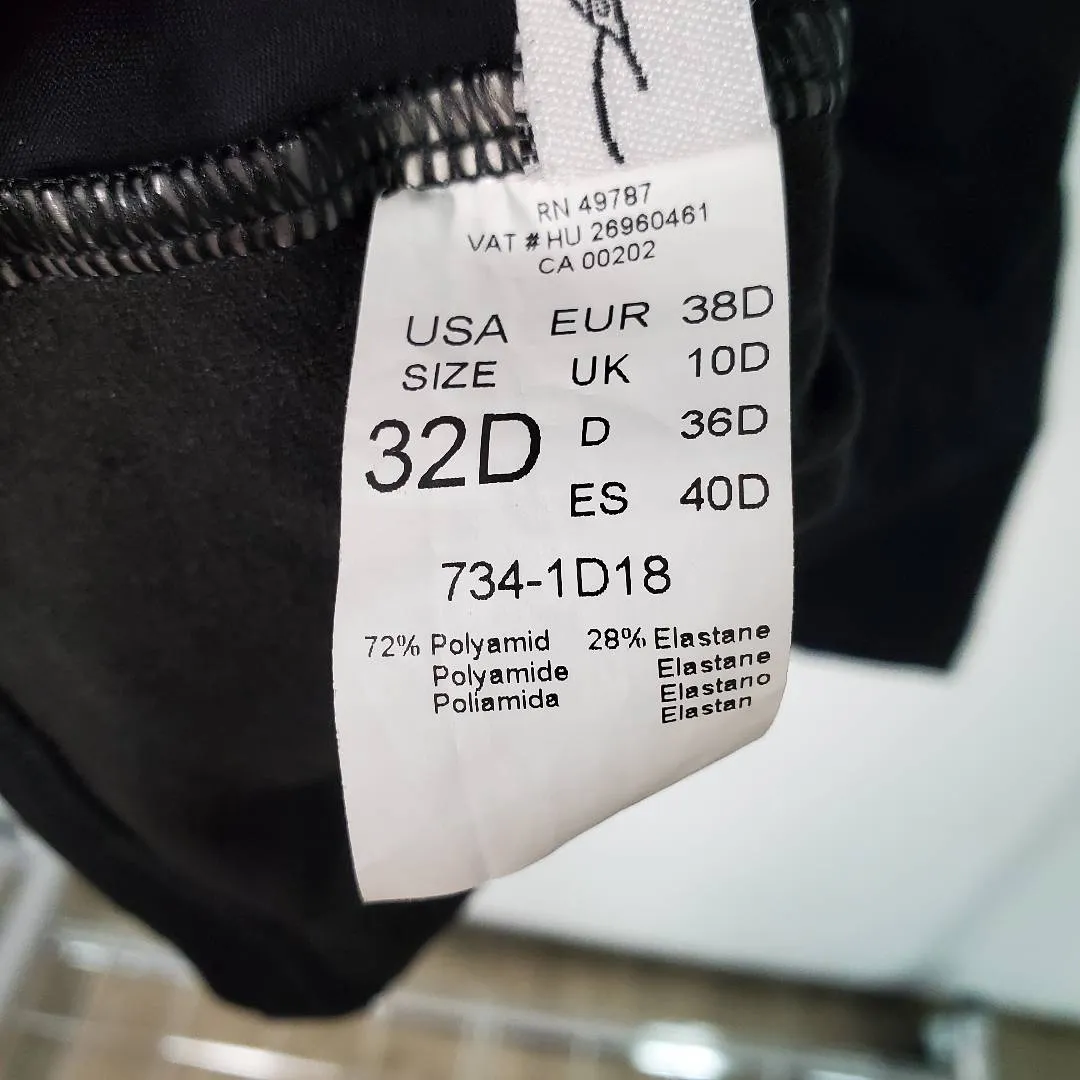 RN 49787
VAT # HU 26960461
CA 00202
USA EUR 38D
SIZE UK 10D
32D D 36D
ES 40D
734-1D18
72% Polyamid 28% Elastane
Polyamide Elastane
Poliamida Elastano
Elastan